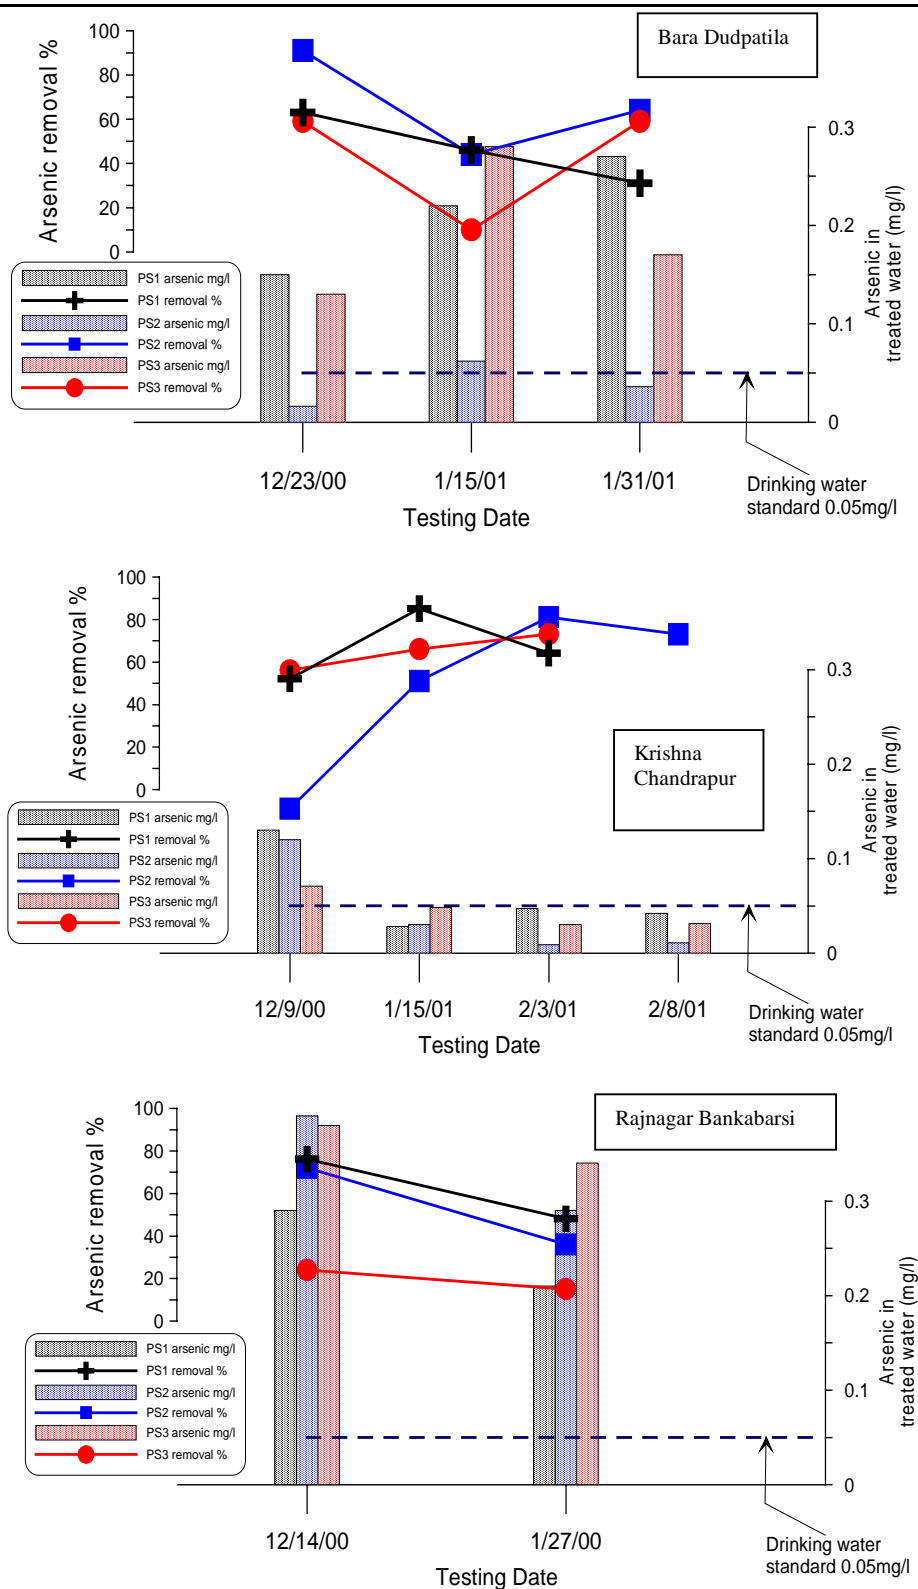 Bara Dudpatila
Arsenic removal %
100
80
60
40
20
0
0.3
0.2
0.1
0
Arsenic in
treated water (mg/l)
PS1 arsenic mg/l
PS1 removal %
PS2 arsenic mg/l
PS2 removal %
PS3 arsenic mg/l
PS3 removal %
12/23/00
1/15/01
1/31/01
Testing Date
Drinking water
standard 0.05mg/l
Krishna
Chandrapur
Arsenic removal %
100
80
60
40
20
0
0.3
0.2
0.1
0
Arsenic in
treated water (mg/l)
PS1 arsenic mg/l
PS1 removal %
PS2 arsenic mg/l
PS2 removal %
PS3 arsenic mg/l
PS3 removal %
12/9/00
1/15/01
2/3/01
2/8/01
Testing Date
Drinking water
standard 0.05mg/l
Rajnagar Bankabarsi
Arsenic removal %
100
80
60
40
20
0
0.3
0.2
0.1
0
Arsenic in
treated water (mg/l)
PS1 arsenic mg/l
PS1 removal %
PS2 arsenic mg/l
PS2 removal %
PS3 arsenic mg/l
PS3 removal %
12/14/00
1/27/00
Testing Date
Drinking water
standard 0.05mg/l